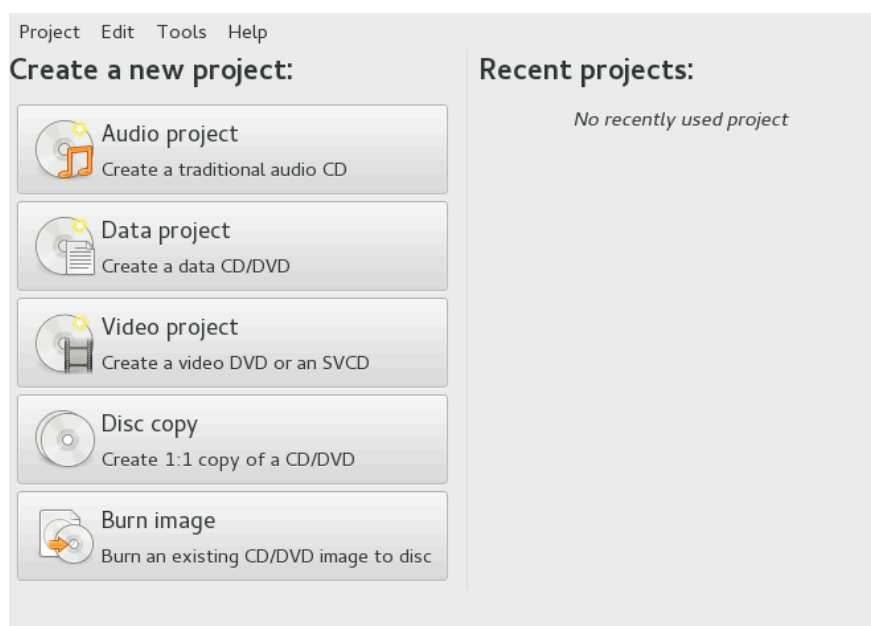 Project Edit Tools Help
Create a new project:
Audio project
Create a traditional audio CD
Data project
Create a data CD/DVD
Video project
Create a video DVD or an SVCD
Disc copy
Create 1:1 copy of a CD/DVD
Burn image
Burn an existing CD/DVD image to disc
Recent projects:
No recently used project